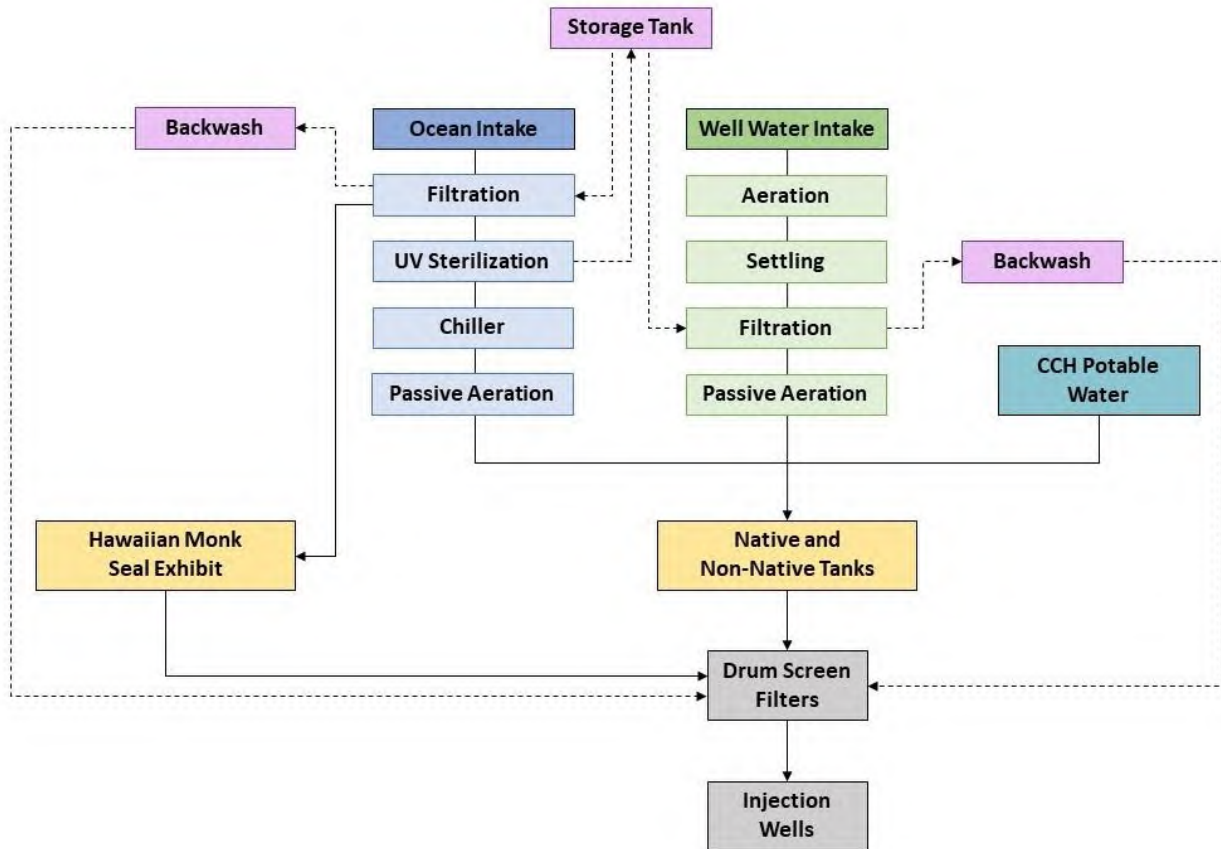 Storage Tank
Backwash
Ocean Intake
Well Water Intake
Filtration
Aeration
UV Sterilization
Settling
Backwash
Chiller
Filtration
CCH Potable
Water
Passive Aeration
Passive Aeration
Hawaiian Monk
Seal Exhibit
Native and
Non-Native Tanks
Drum Screen
Filters
Injection
Wells